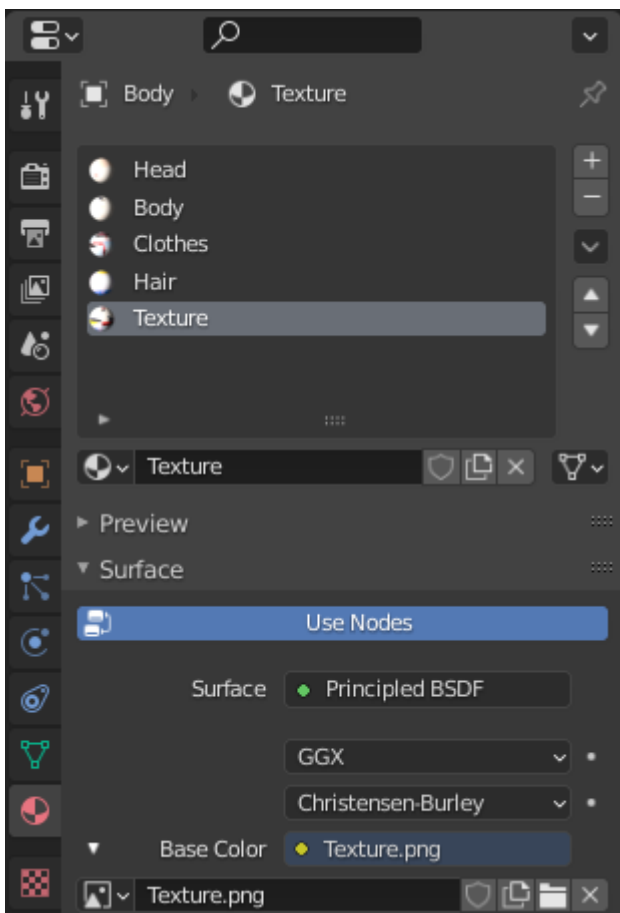 Body Texture
Head
Body
Clothes
Hair
Texture
Texture
Preview
Surface
Use Nodes
Surface Principled BSDF
GGX
Christensen-Burley
Base Color Texture.png
Texture.png